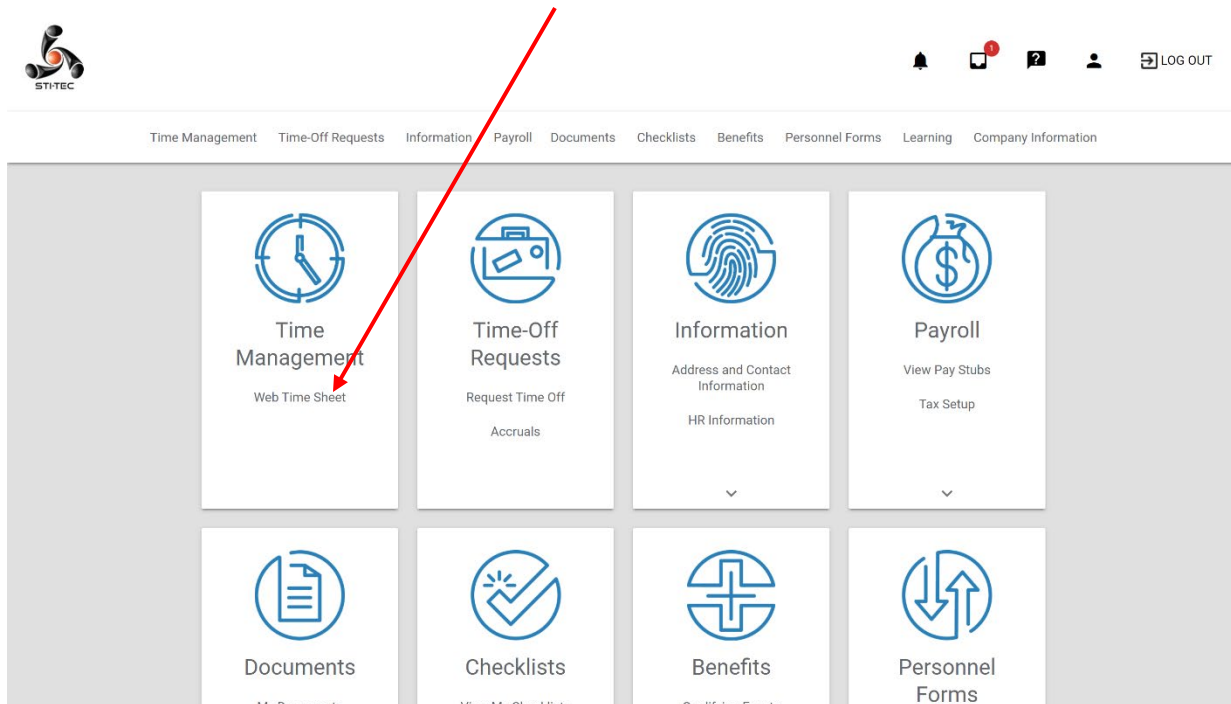 STI-TEC
1
LOG OUT
Time Management Time-Off Requests Information Payroll Documents Checklists Benefits Personnel Forms Learning Company Information
Time
Management
Web Time Sheet
Time-Off
Requests
Request Time Off
Accruals
Information
Address and Contact
Information
HR Information
Payroll
View Pay Stubs
Tax Setup
Documents
Checklists
Benefits
Personnel
Forms